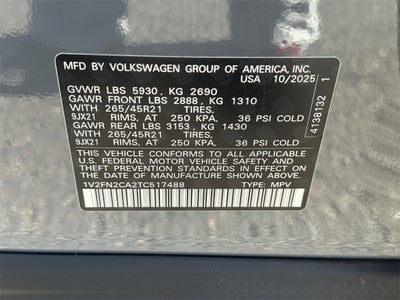 MFD BY VOLKSWAGEN GROUP OF AMERICA, INC.
USA 10/2025
GVWR LBS 5930, KG 2690
GAWR FRONT LBS 2888, KG 1310
WITH 265/45R21 TIRES,
9JX21 RIMS, AT 250 KPA, 36 PSI COLD
GAWR REAR LBS 3153, KG 1430
WITH 265/45R21 TIRES,
9JX21 RIMS, AT 250 KPA, 36 PSI COLD
THIS VEHICLE CONFORMS TO ALL APPLICABLE
U.S. FEDERAL MOTOR VEHICLE SAFETY STANDARDS
IN EFFECT ON THE DATE OF MANUFACTURE SHOWN ABOVE.
1V2FN2CA2TC517488 TYPE: MPV
4138132 1